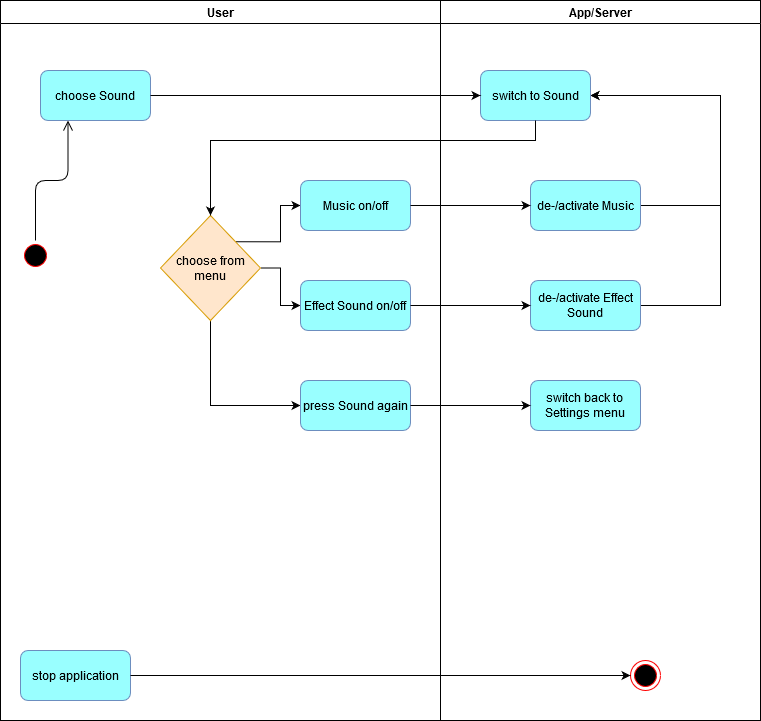 User
App/Server
choose Sound
switch to Sound
Music on/off
de-/activate Music
choose from
menu
Effect Sound on/off
de-/activate Effect
Sound
press Sound again
switch back to
Settings menu
stop application